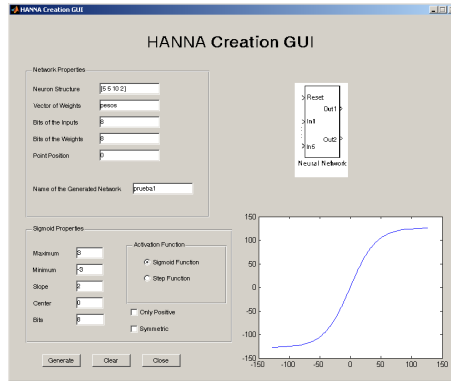 HANNA Creation GUI
HANNA Creation GUI
Network Properties
Neuron Structure [5 5 10 2]
Vector of Weights pesos
Bits of the Inputs 8
Bits of the Weights 8
Point Position
Name of the Generated Network prueba1
Reset
Out1
In1
Out2
In5
Neural Network
Sigmoid Properties
Maximum 3
Minimum -3
Slope 2
Center 0
Bits 8
Activation Function
Sigmoid Function
Step Function
Only Positive
Symmetric
Generate Clear Close
150
100
50
0
-50
-100
-150
-150 -100 -50 0 50 100 150